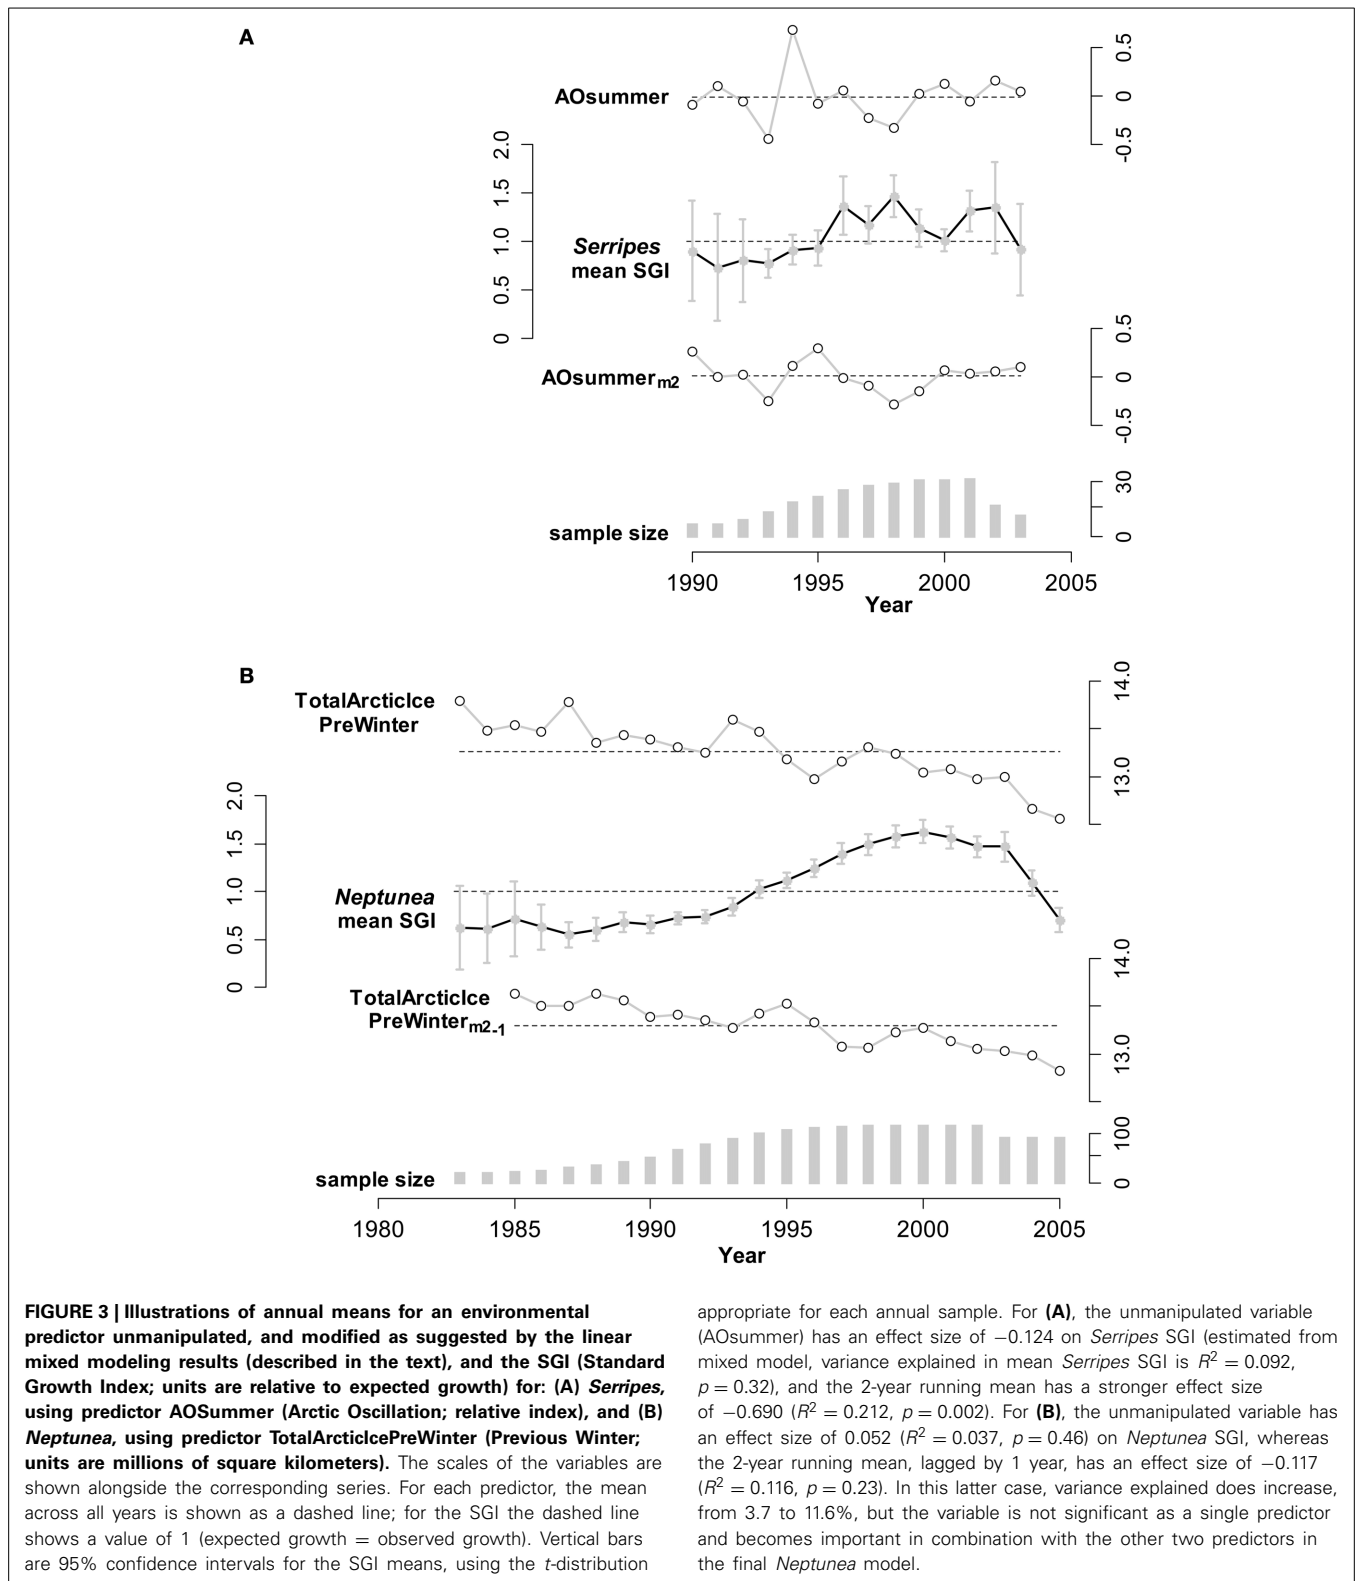 A
AOsummer
0.5
0
-0.5
2.0
1.5
1.0
0.5
0
Serripes
mean SGI
AOsummerm2
0.5
0
-0.5
sample size
30
0
1990 1995 2000 2005
Year
B
TotalArcticIce
PreWinter
14.0
13.0
2.0
1.5
1.0
0.5
0
Neptunea
mean SGI
TotalArcticIce
PreWinterm2-1
14.0
13.0
sample size
100
0
1980 1985 1990 1995 2000 2005
Year
FIGURE 3 | Illustrations of annual means for an environmental
predictor unmanipulated, and modified as suggested by the linear
mixed modeling results (described in the text), and the SGI (Standard
Growth Index; units are relative to expected growth) for: (A) Serripes,
using predictor AOSummer (Arctic Oscillation; relative index), and (B)
Neptunea, using predictor TotalArcticIcePreWinter (Previous Winter;
units are millions of square kilometers). The scales of the variables are
shown alongside the corresponding series. For each predictor, the mean
across all years is shown as a dashed line; for the SGI the dashed line
shows a value of 1 (expected growth = observed growth). Vertical bars
are 95% confidence intervals for the SGI means, using the t-distribution
appropriate for each annual sample. For (A), the unmanipulated variable
(AOsummer) has an effect size of −0.124 on Serripes SGI (estimated from
mixed model, variance explained in mean Serripes SGI is R² = 0.092,
p = 0.32), and the 2-year running mean has a stronger effect size
of −0.690 (R² = 0.212, p = 0.002). For (B), the unmanipulated variable has
an effect size of 0.052 (R² = 0.037, p = 0.46) on Neptunea SGI, whereas
the 2-year running mean, lagged by 1 year, has an effect size of −0.117
(R² = 0.116, p = 0.23). In this latter case, variance explained does increase,
from 3.7 to 11.6%, but the variable is not significant as a single predictor
and becomes important in combination with the other two predictors in
the final Neptunea model.